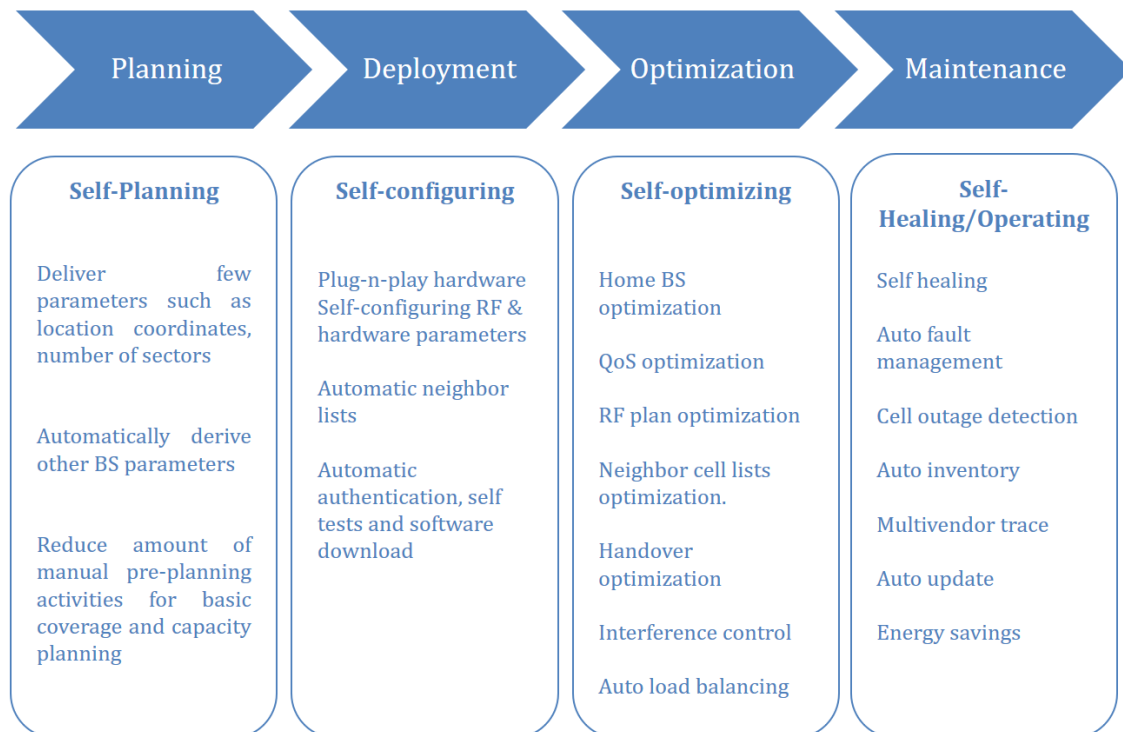 Planning
Deployment
Optimization
Maintenance
Self-Planning
Deliver few
parameters such as
location coordinates,
number of sectors
Automatically derive
other BS parameters
Reduce amount of
manual pre-planning
activities for basic
coverage and capacity
planning
Self-configuring
Plug-n-play hardware
Self-configuring RF &
hardware parameters
Automatic neighbor
lists
Automatic
authentication, self
tests and software
download
Self-optimizing
Home BS
optimization
QoS optimization
RF plan optimization
Neighbor cell lists
optimization.
Handover
optimization
Interference control
Auto load balancing
Self-
Healing/Operating
Self healing
Auto fault
management
Cell outage detection
Auto inventory
Multivendor trace
Auto update
Energy savings